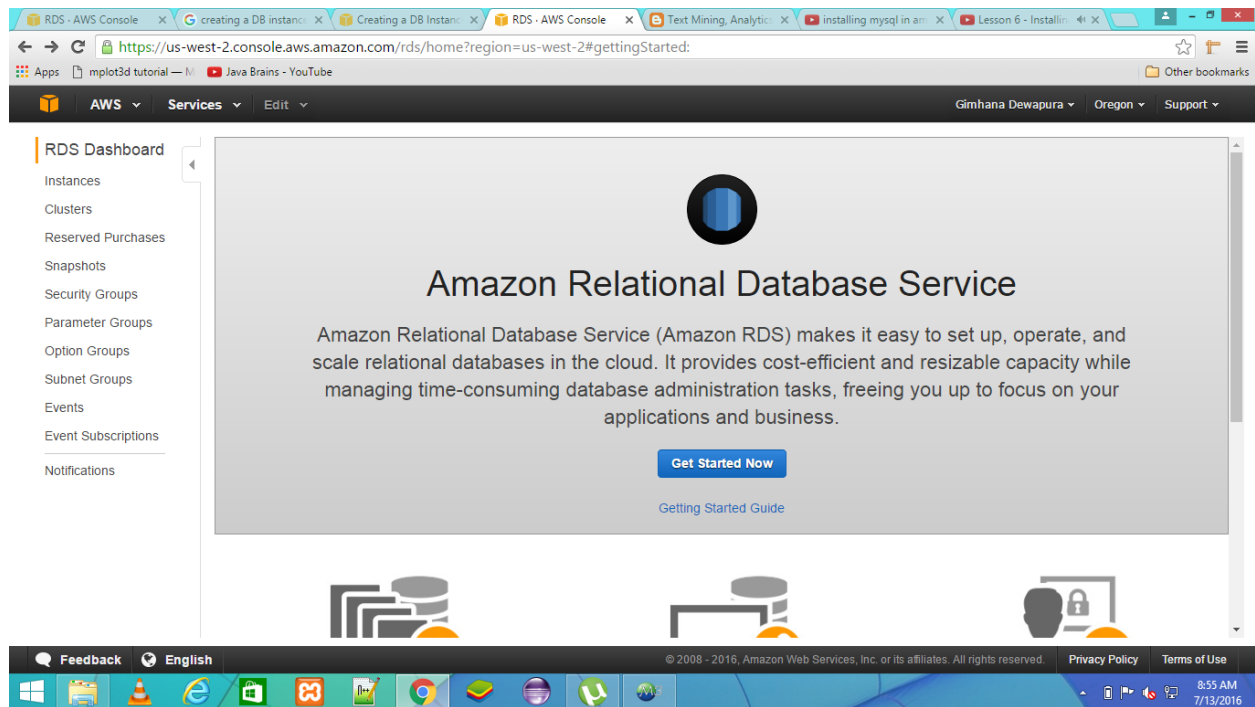 RDS · AWS Console
creating a DB instance
Creating a DB Instanc
RDS · AWS Console
Text Mining, Analytics
installing mysql in am
Lesson 6 - Installin
https://us-west-2.console.aws.amazon.com/rds/home?region=us-west-2#gettingStarted:
Apps
mplot3d tutorial — M
Java Brains - YouTube
Other bookmarks
AWS
Services
Edit
Gimhana Dewapura
Oregon
Support
RDS Dashboard
Instances
Clusters
Reserved Purchases
Snapshots
Security Groups
Parameter Groups
Option Groups
Subnet Groups
Events
Event Subscriptions
Notifications
Amazon Relational Database Service
Amazon Relational Database Service (Amazon RDS) makes it easy to set up, operate, and
scale relational databases in the cloud. It provides cost-efficient and resizable capacity while
managing time-consuming database administration tasks, freeing you up to focus on your
applications and business.
Get Started Now
Getting Started Guide
Feedback
English
© 2008 - 2016, Amazon Web Services, Inc. or its affiliates. All rights reserved.
Privacy Policy
Terms of Use
8:55 AM
7/13/2016